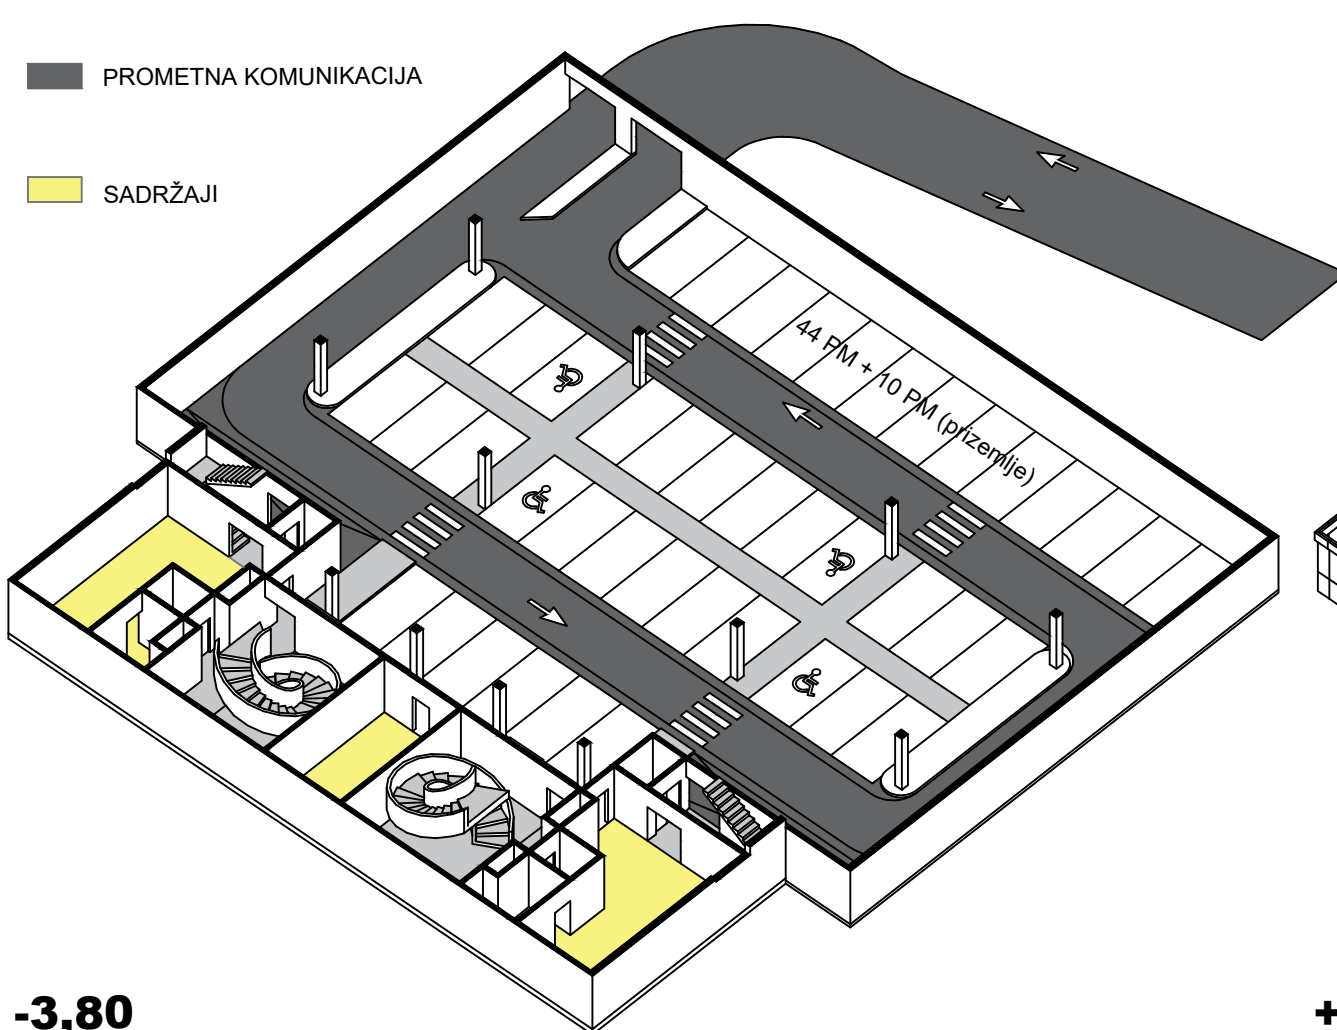 PROMETNA KOMUNIKACIJA
SADRŽAJI
44 PM + 10 PM (prizemlje)
-3,80
+